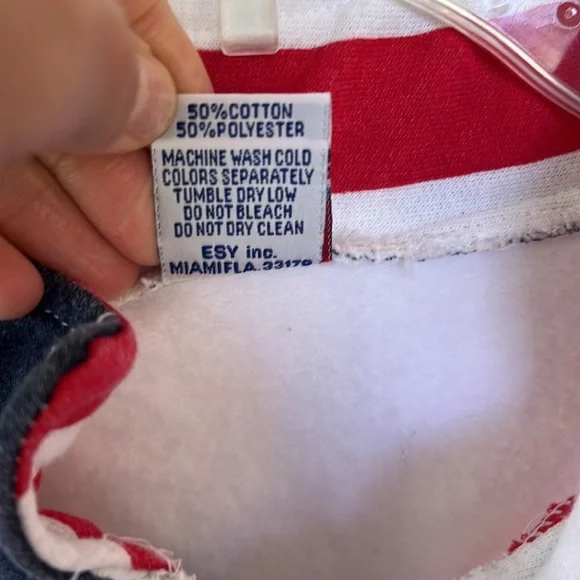 50%COTTON
50%POLYESTER
MACHINE WASH COLD
COLORS SEPARATELY
TUMBLE DRY LOW
DO NOT BLEACH
DO NOT DRY CLEAN
ESY inc.
MIAMI FLA. 33178